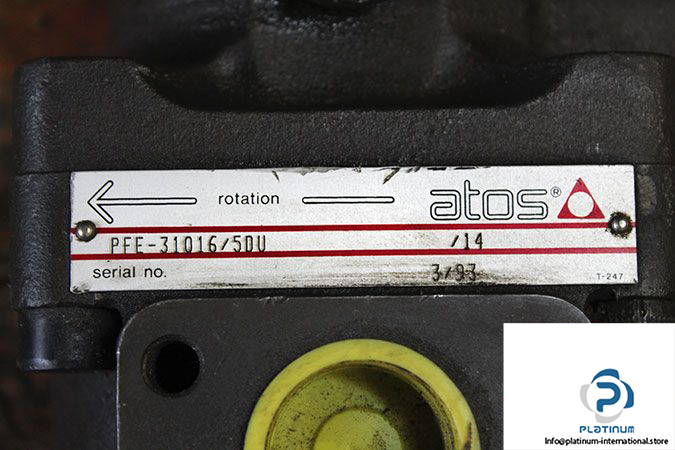 rotation
atos®
PFE-31016/5DU /14
serial no. 3/93
T-247
PLATINUM
Info@platinum-international.store